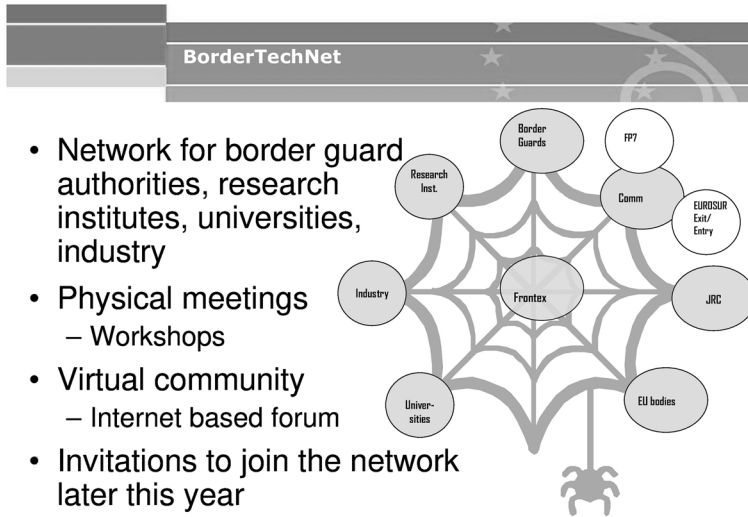 BorderTechNet
• Network for border guard
authorities, research
institutes, universities,
industry
• Physical meetings
– Workshops
• Virtual community
– Internet based forum
• Invitations to join the network
later this year
Border
Guards
FP7
Research
Inst.
Comm
EUROSUR
Exit/
Entry
Industry
Frontex
JRC
Univer-
sities
EU bodies